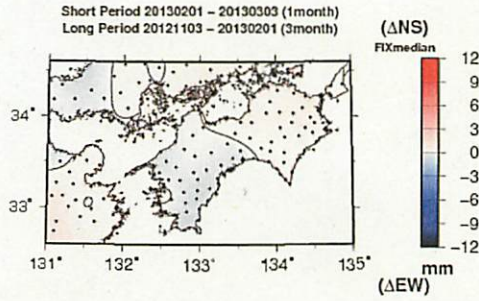 Short Period 20130201 – 20130303 (1month)
Long Period 20121103 – 20130201 (3month)
(ΔNS)
FIXmedian
12
9
6
3
0
−3
−6
−9
−12
mm
(ΔEW)
34°
33°
131° 132° 133° 134° 135°